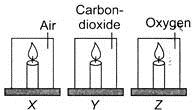 Air
Carbon-
dioxide
Oxygen
X
Y
Z